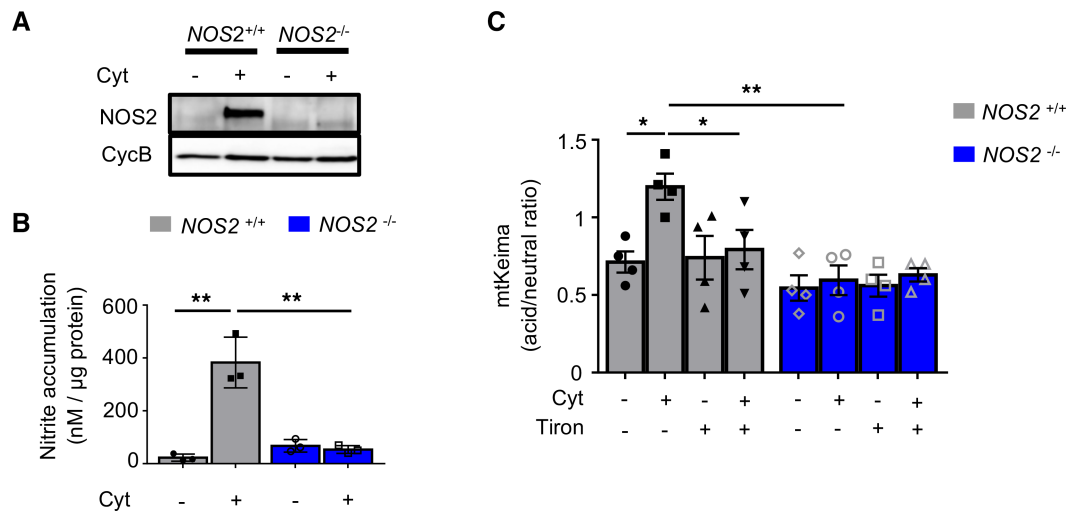 A
NOS2+/+ NOS2-/-
Cyt - + - +
NOS2
CycB
B
NOS2 +/+ NOS2 -/-
Nitrite accumulation
(nM / µg protein)
600
400
200
0
** **
Cyt - + - +
C
NOS2 +/+
NOS2 -/-
**
* *
mtKeima
(acid/neutral ratio)
1.5
1
0.5
0
Cyt - + - + - + - +
Tiron - - + + - - + +